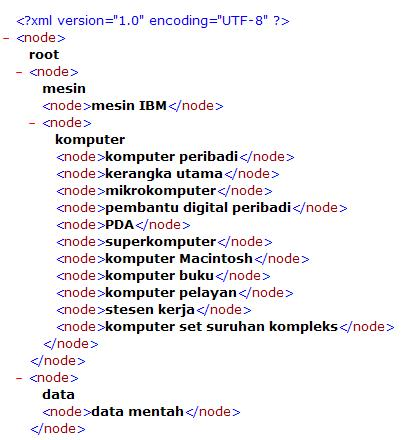 <?xml version="1.0" encoding="UTF-8" ?>
- <node>
root
- <node>
mesin
<node>mesin IBM</node>
- <node>
komputer
<node>komputer peribadi</node>
<node>kerangka utama</node>
<node>mikrokomputer</node>
<node>pembantu digital peribadi</node>
<node>PDA</node>
<node>superkomputer</node>
<node>komputer Macintosh</node>
<node>komputer buku</node>
<node>komputer pelayan</node>
<node>stesen kerja</node>
<node>komputer set suruhan kompleks</node>
</node>
</node>
- <node>
data
<node>data mentah</node>
</node>